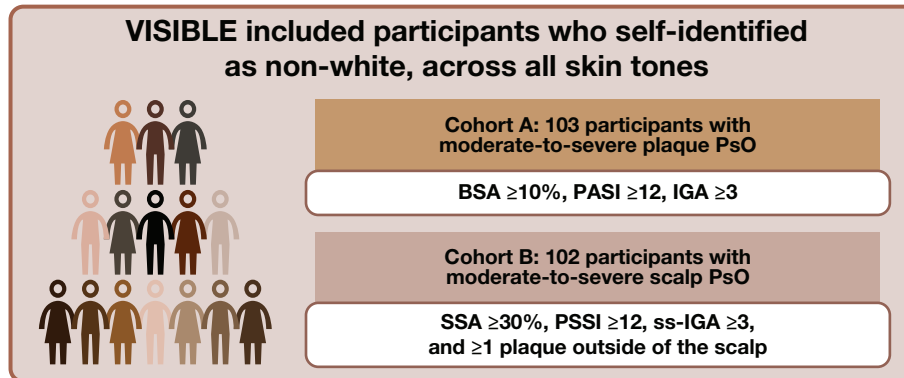 VISIBLE included participants who self-identified
as non-white, across all skin tones
Cohort A: 103 participants with
moderate-to-severe plaque PsO
BSA ≥10%, PASI ≥12, IGA ≥3
Cohort B: 102 participants with
moderate-to-severe scalp PsO
SSA ≥30%, PSSI ≥12, ss-IGA ≥3,
and ≥1 plaque outside of the scalp